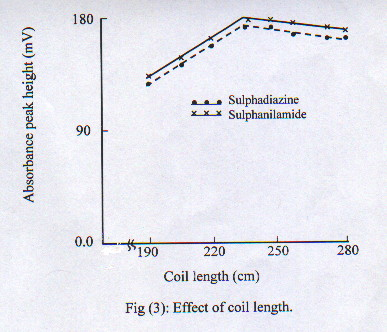 Absorbance peak height (mV)
180
90
0.0
Sulphadiazine
Sulphanilamide
190 220 250 280
Coil length (cm)
Fig (3): Effect of coil length.